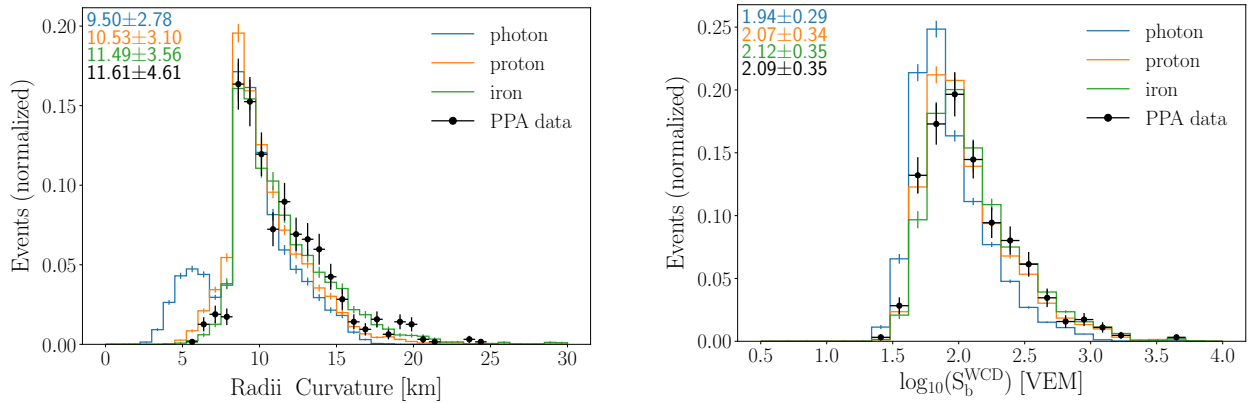 9.50±2.78
10.53±3.10
11.49±3.56
11.61±4.61
photon
proton
iron
PPA data
Events (normalized)
0.20
0.15
0.10
0.05
0.00
0 5 10 15 20 25 30
Radii Curvature [km]
1.94±0.29
2.07±0.34
2.12±0.35
2.09±0.35
photon
proton
iron
PPA data
Events (normalized)
0.25
0.20
0.15
0.10
0.05
0.00
0.5 1.0 1.5 2.0 2.5 3.0 3.5 4.0
log₁₀(S_b^WCD) [VEM]